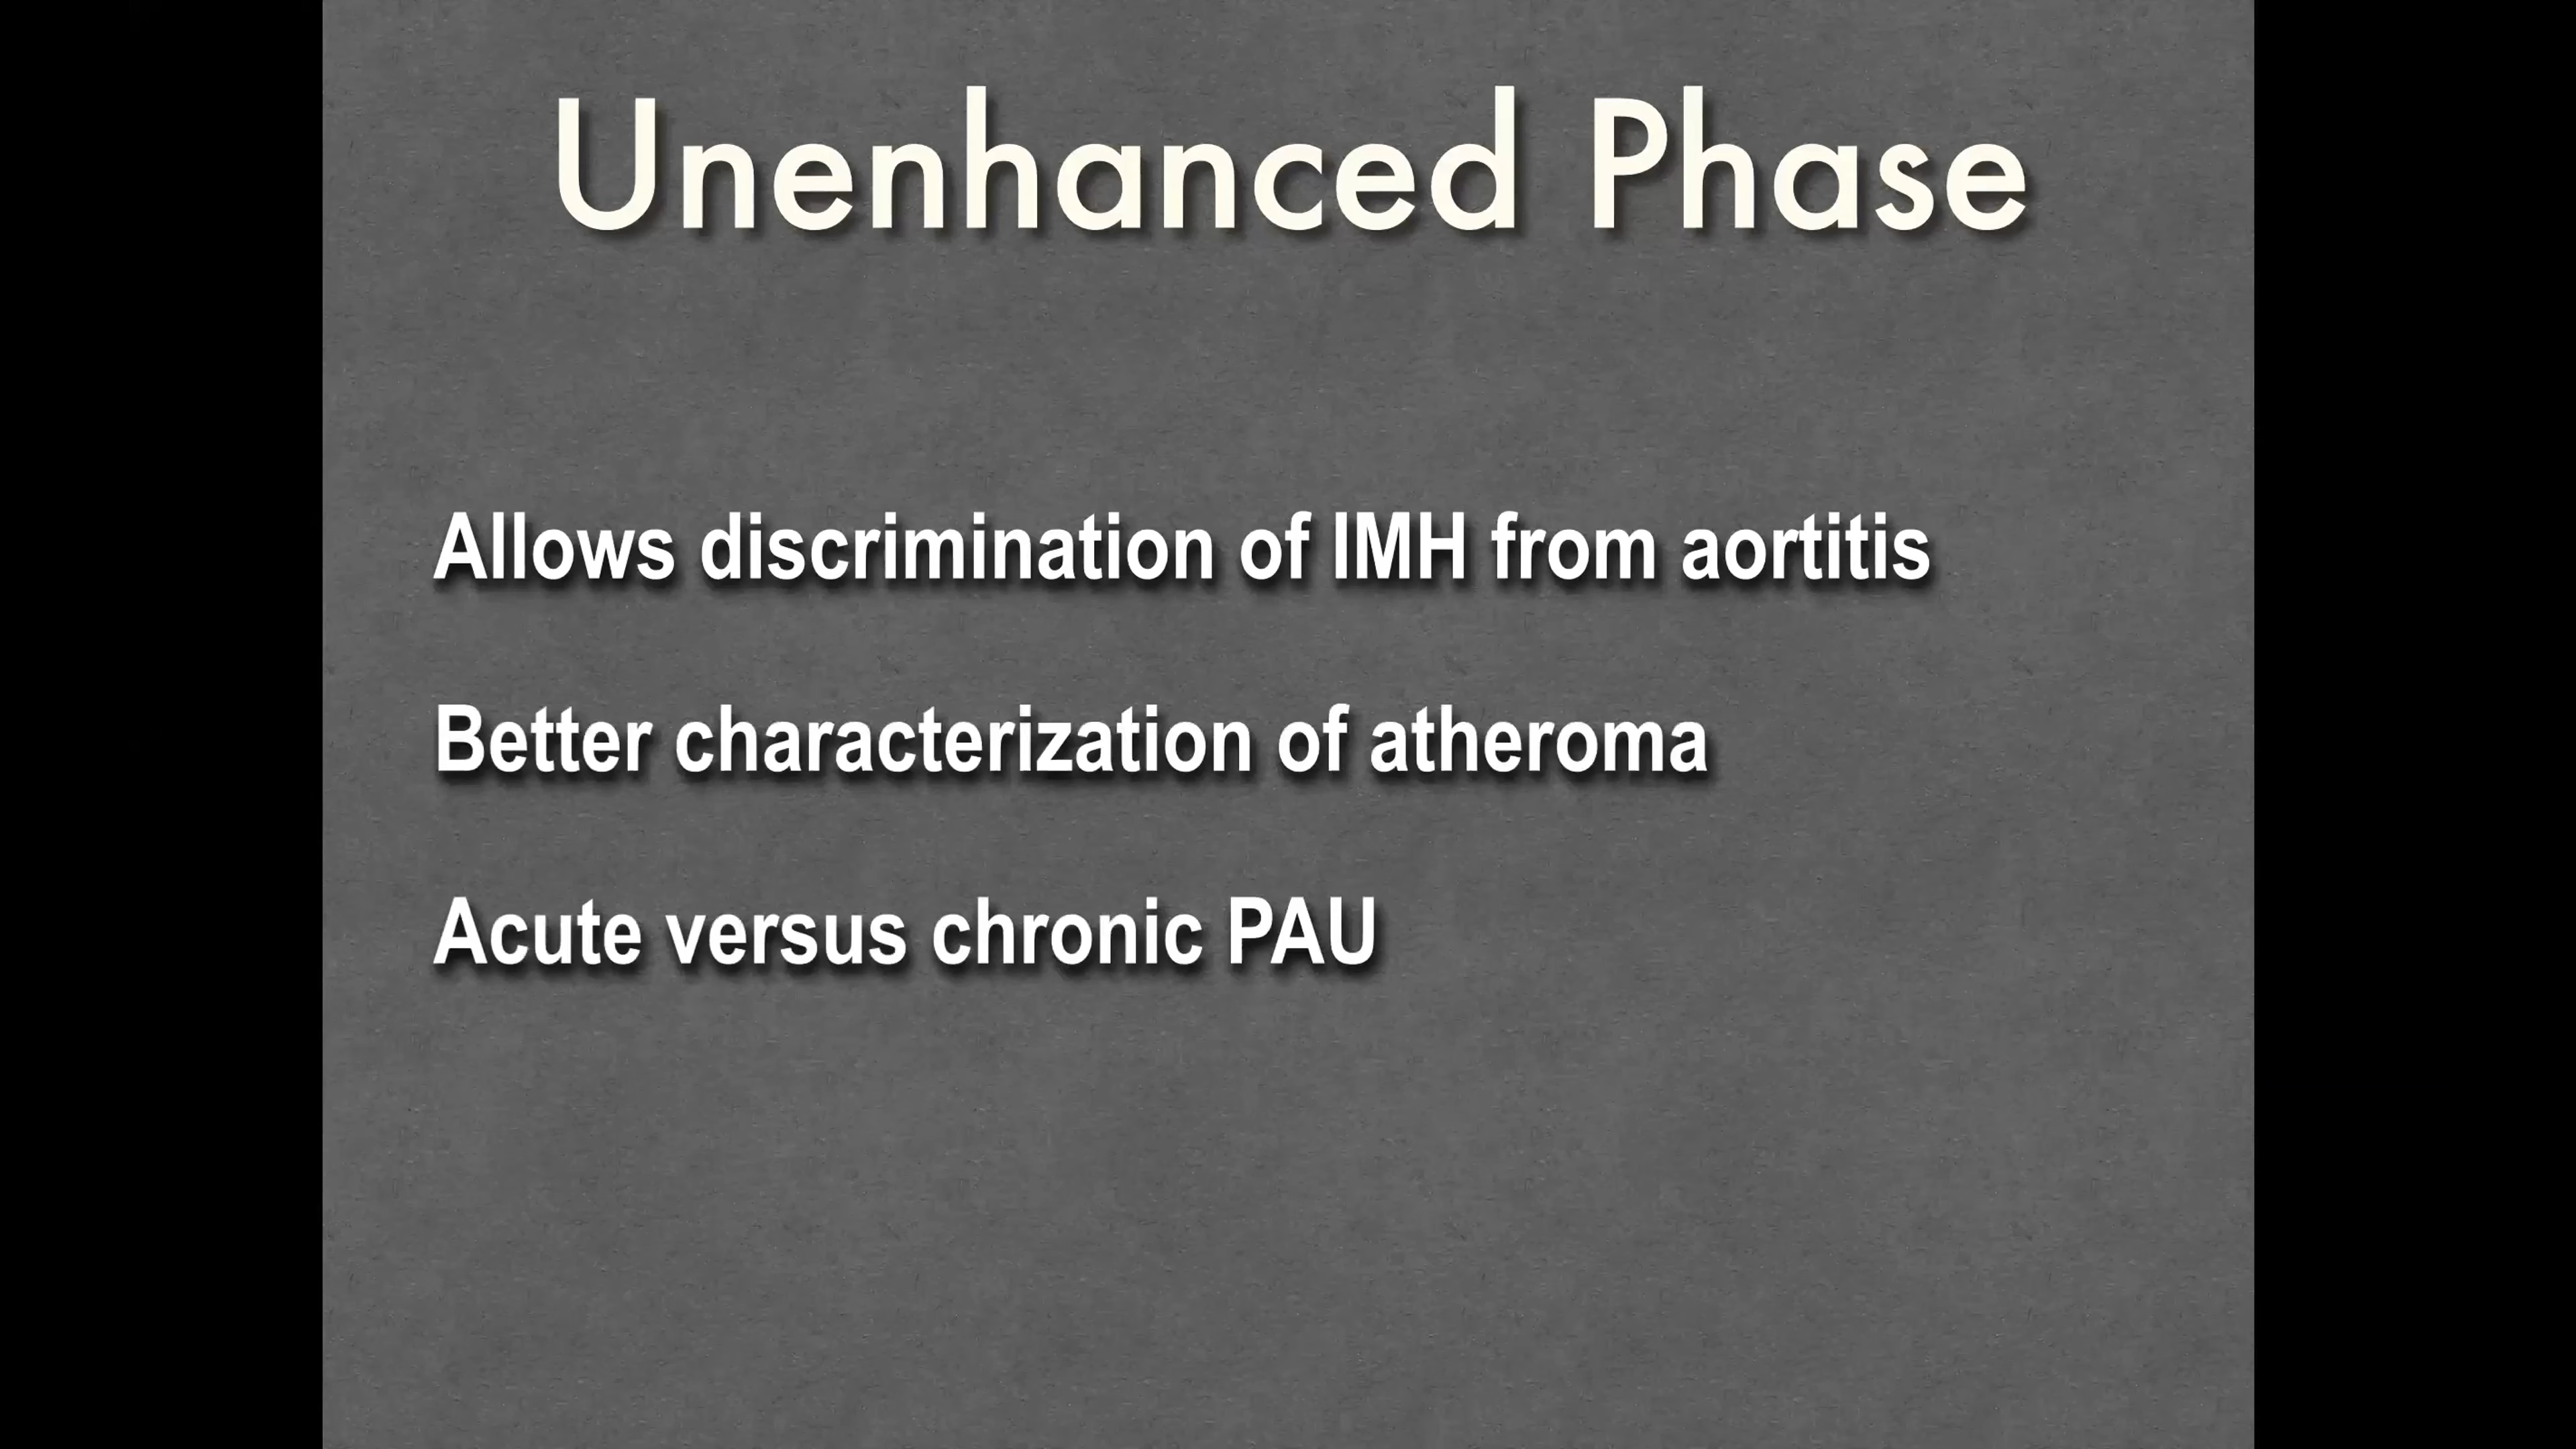 Unenhanced Phase
Allows discrimination of IMH from aortitis
Better characterization of atheroma
Acute versus chronic PAU